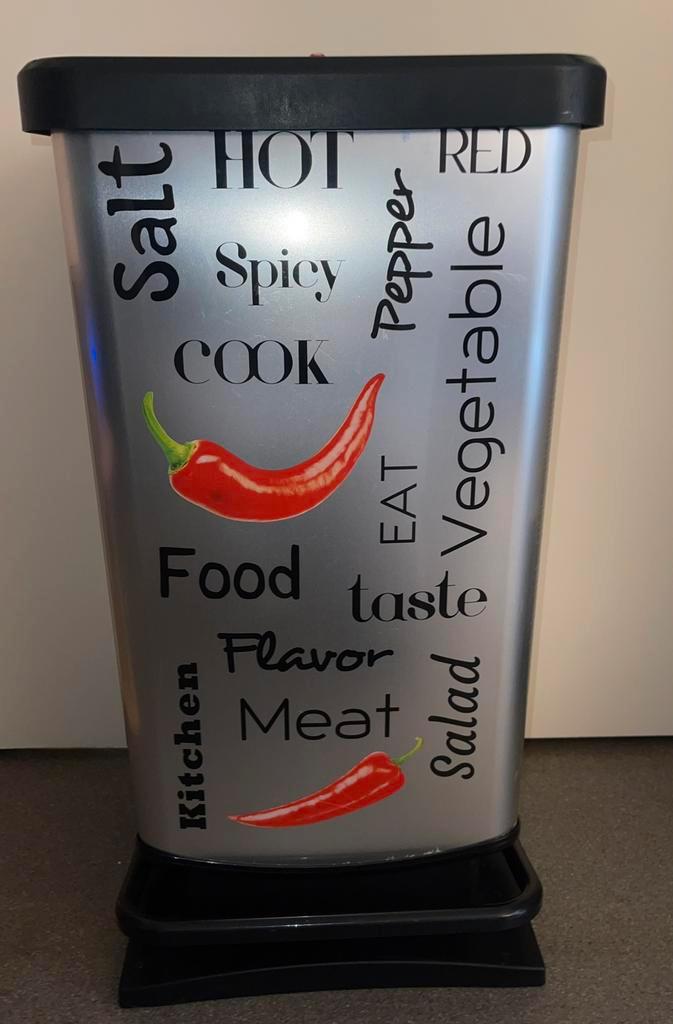 Salt
HOT
RED
Pepper
Spicy
Vegetable
COOK
EAT
Food
taste
Flavor
Salad
Kitchen
Meat